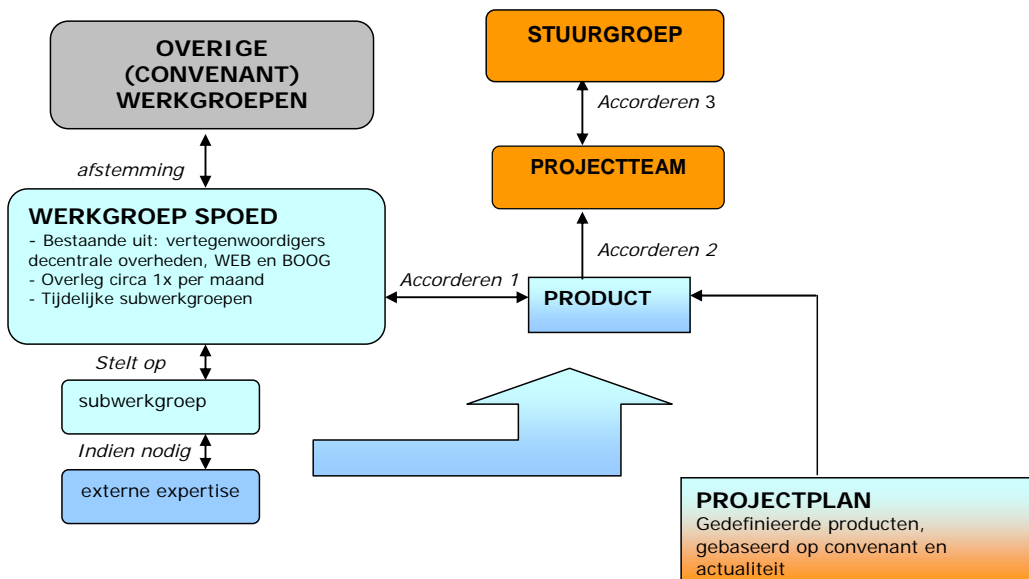 OVERIGE
(CONVENANT)
WERKGROEPEN
STUURGROEP
Accorderen 3
PROJECTTEAM
afstemming
WERKGROEP SPOED
- Bestaande uit: vertegenwoordigers
decentrale overheden, WEB en BOOG
- Overleg circa 1x per maand
- Tijdelijke subwerkgroepen
Accorderen 2
Accorderen 1
PRODUCT
Stelt op
subwerkgroep
Indien nodig
externe expertise
PROJECTPLAN
Gedefinieerde producten,
gebaseerd op convenant en
actualiteit